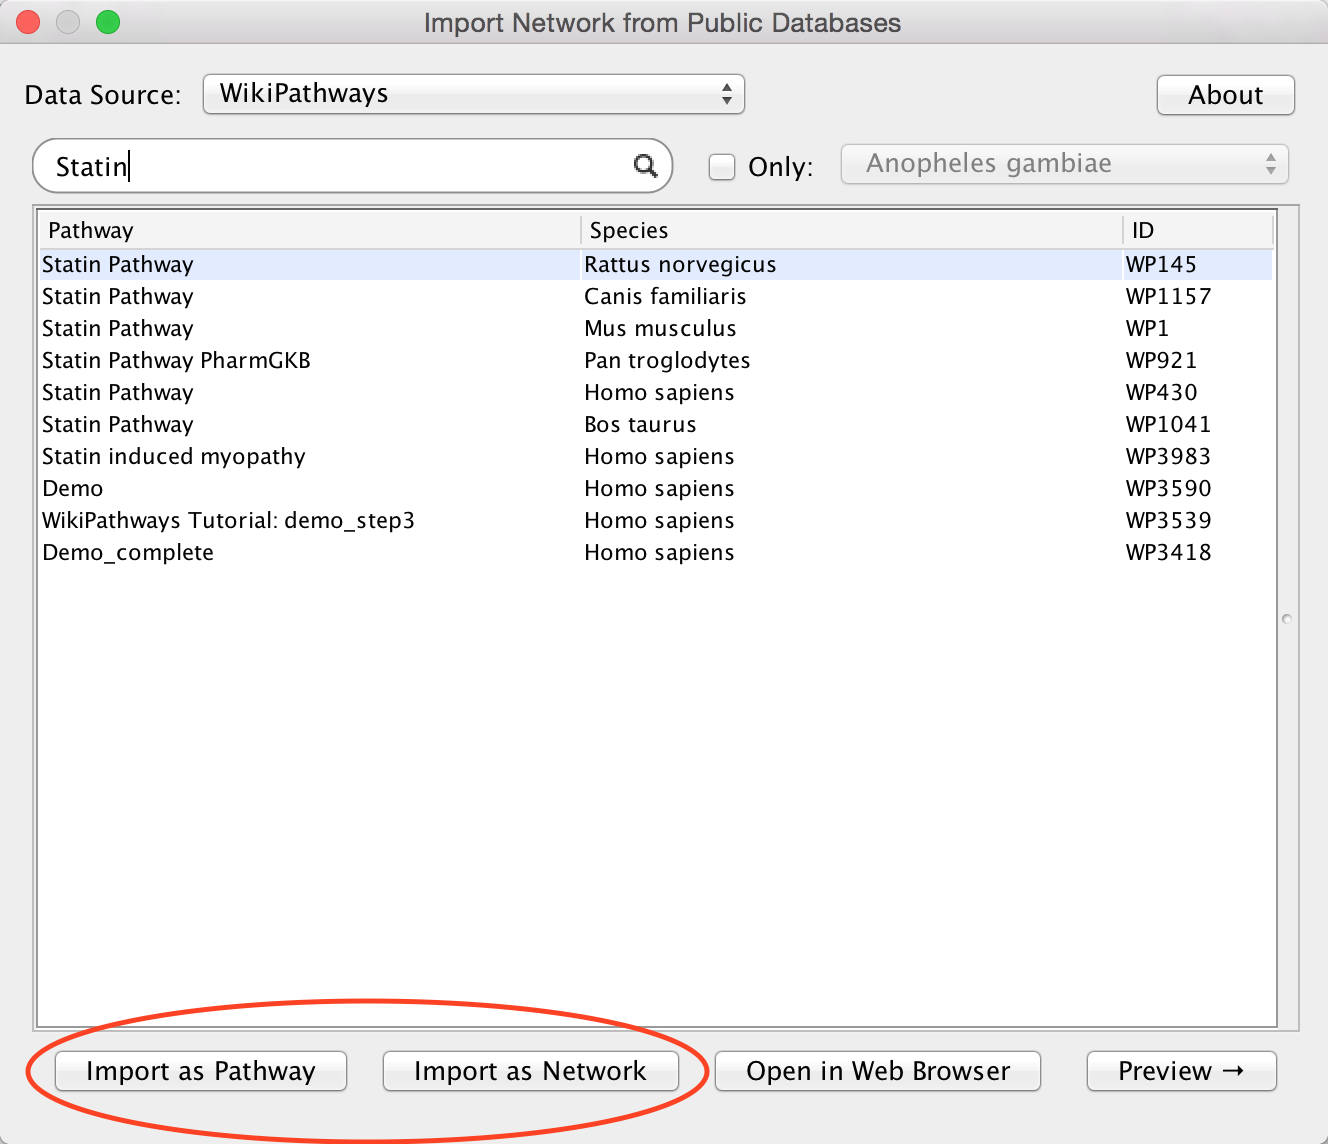 Import Network from Public Databases
Data Source: WikiPathways About
Statin Only: Anopheles gambiae
Pathway Species ID
Statin Pathway Rattus norvegicus WP145
Statin Pathway Canis familiaris WP1157
Statin Pathway Mus musculus WP1
Statin Pathway PharmGKB Pan troglodytes WP921
Statin Pathway Homo sapiens WP430
Statin Pathway Bos taurus WP1041
Statin induced myopathy Homo sapiens WP3983
Demo Homo sapiens WP3590
WikiPathways Tutorial: demo_step3 Homo sapiens WP3539
Demo_complete Homo sapiens WP3418
Import as Pathway Import as Network Open in Web Browser Preview →